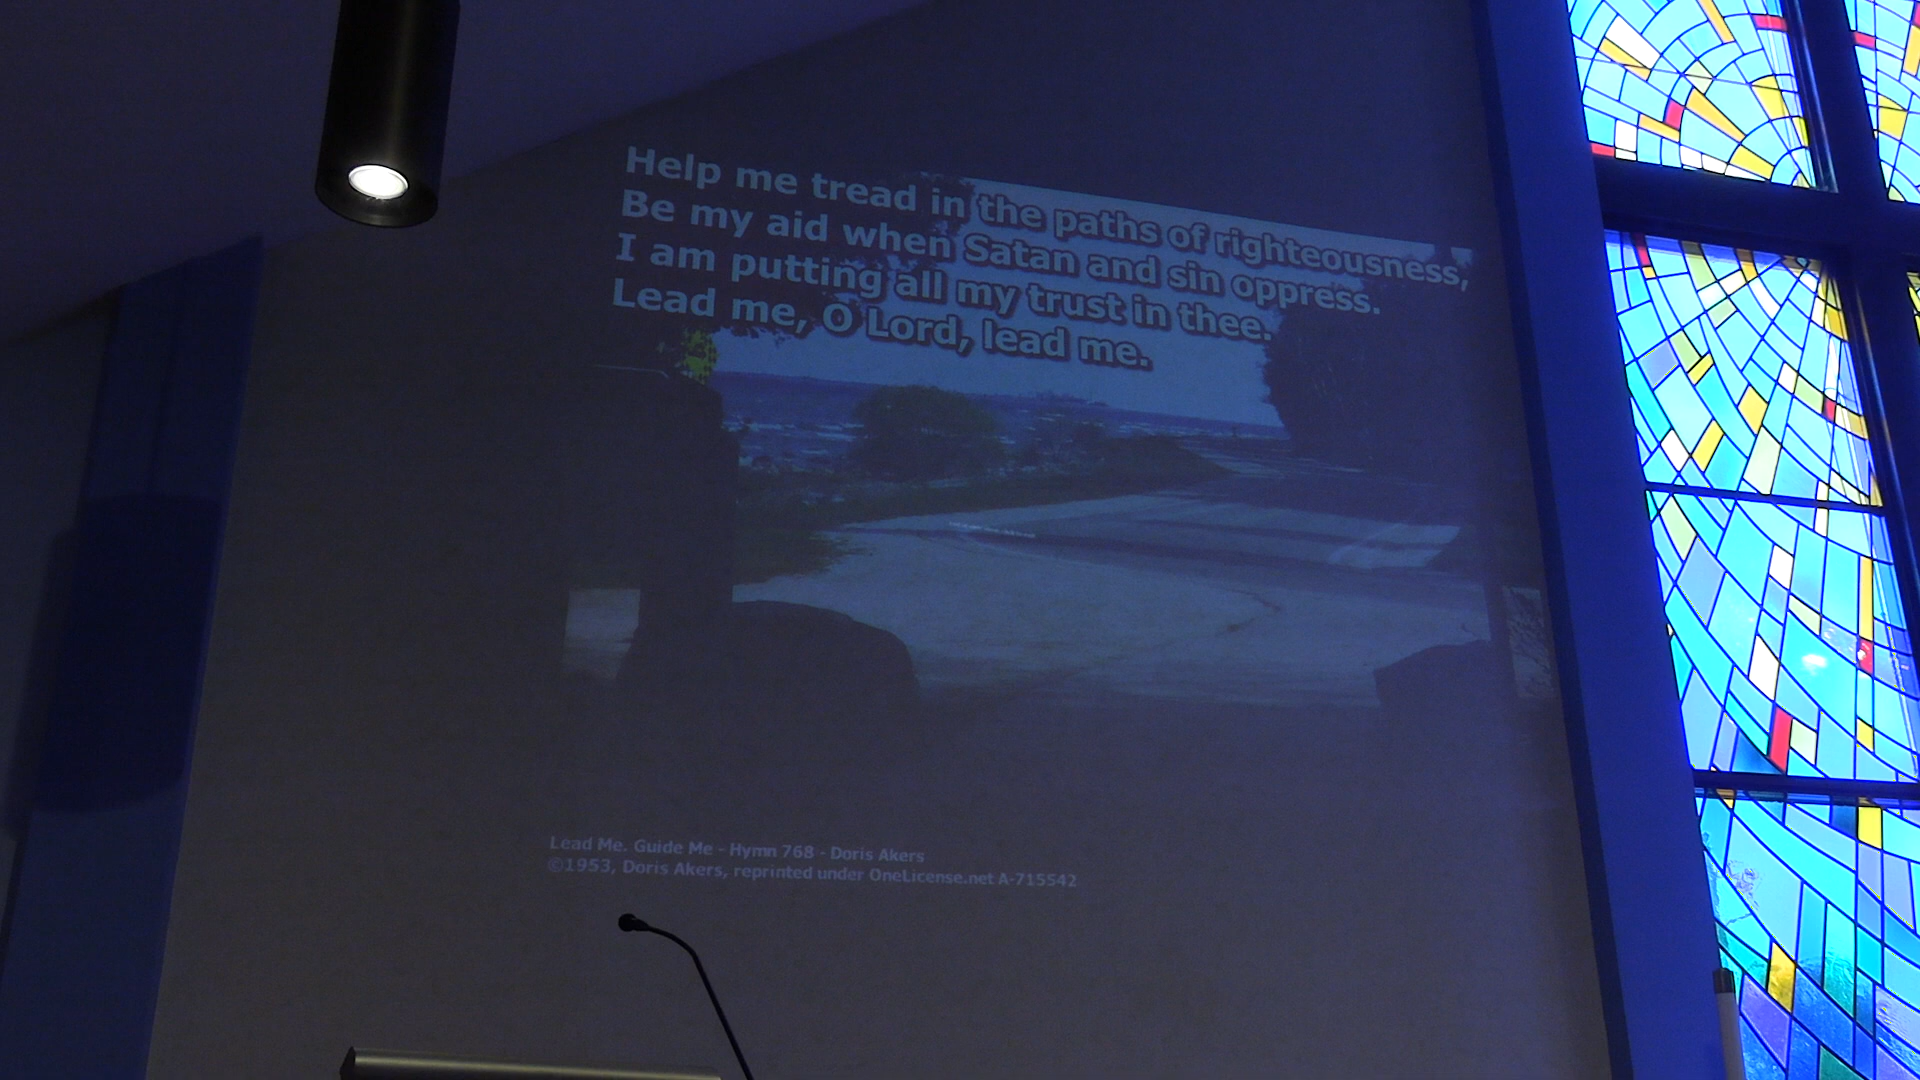 Help me tread in the paths of righteousness,
Be my aid when Satan and sin oppress.
I am putting all my trust in thee.
Lead me, O Lord, lead me.
Lead Me. Guide Me - Hymn 768 - Doris Akers
©1953, Doris Akers, reprinted under OneLicense.net A-715542